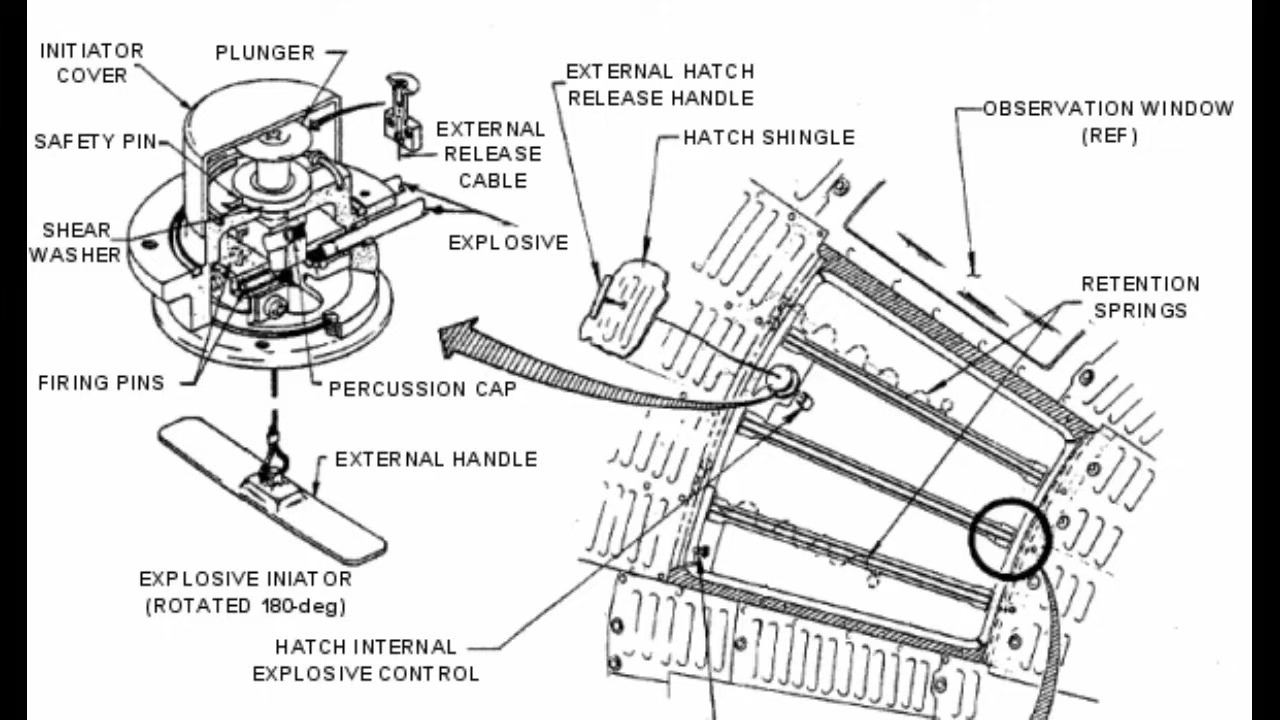 INITIATOR
COVER
PLUNGER
EXTERNAL HATCH
RELEASE HANDLE
OBSERVATION WINDOW
(REF)
SAFETY PIN
EXTERNAL
RELEASE
CABLE
HATCH SHINGLE
SHEAR
WASHER
EXPLOSIVE
RETENTION
SPRINGS
FIRING PINS
PERCUSSION CAP
EXTERNAL HANDLE
EXPLOSIVE INIATOR
(ROTATED 180-deg)
HATCH INTERNAL
EXPLOSIVE CONTROL